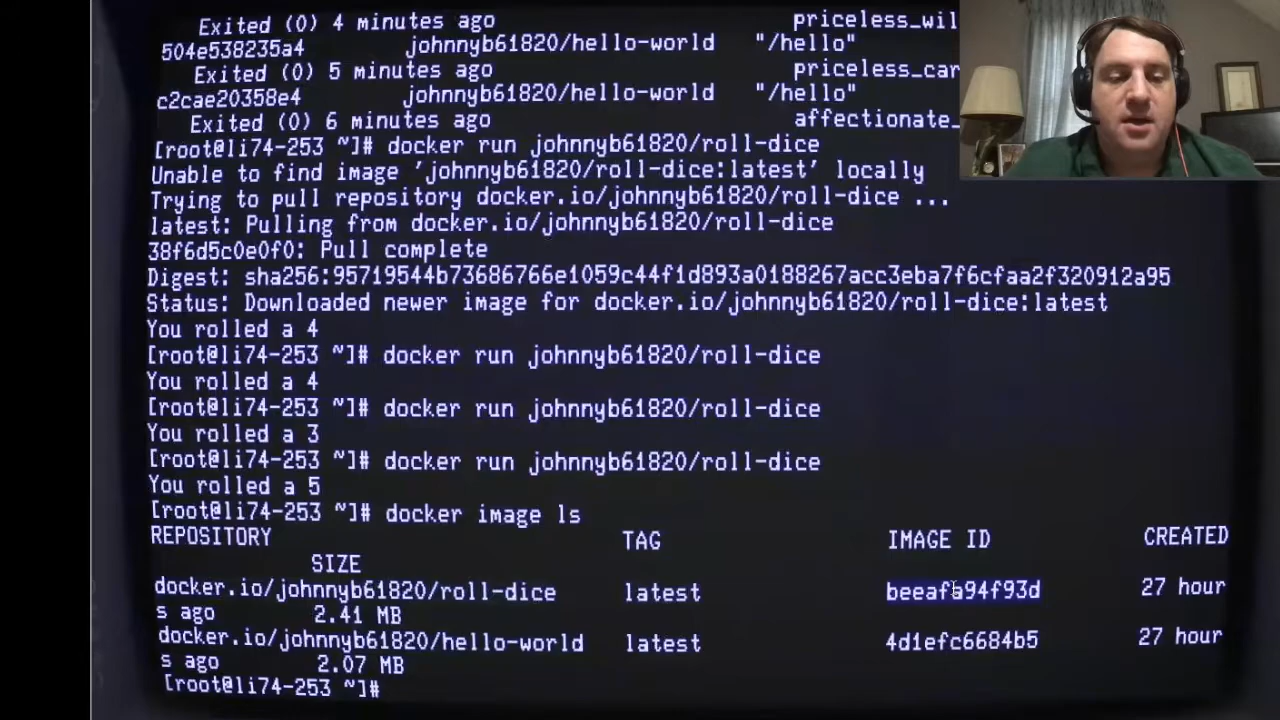 Exited (0) 4 minutes ago priceless_wil
504e538235a4 johnnyb61820/hello-world "/hello"
Exited (0) 5 minutes ago priceless_car
c2cae20358e4 johnnyb61820/hello-world "/hello"
Exited (0) 6 minutes ago affectionate_
[root@li74-253 ~]# docker run johnnyb61820/roll-dice
Unable to find image 'johnnyb61820/roll-dice:latest' locally
Trying to pull repository docker.io/johnnyb61820/roll-dice ...
latest: Pulling from docker.io/johnnyb61820/roll-dice
38f6d5c0e0f0: Pull complete
Digest: sha256:95719544b73686766e1059c44f1d893a0188267acc3eba7f6cfaa2f320912a95
Status: Downloaded newer image for docker.io/johnnyb61820/roll-dice:latest
You rolled a 4
[root@li74-253 ~]# docker run johnnyb61820/roll-dice
You rolled a 4
[root@li74-253 ~]# docker run johnnyb61820/roll-dice
You rolled a 3
[root@li74-253 ~]# docker run johnnyb61820/roll-dice
You rolled a 5
[root@li74-253 ~]# docker image ls
REPOSITORY TAG IMAGE ID CREATED
SIZE
docker.io/johnnyb61820/roll-dice latest beeafa94f93d 27 hour
s ago 2.41 MB
docker.io/johnnyb61820/hello-world latest 4d1efc6684b5 27 hour
s ago 2.07 MB
[root@li74-253 ~]#